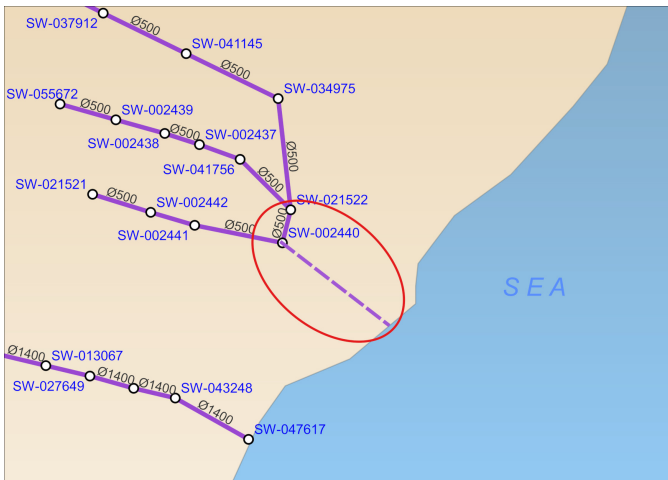 SW-037912
Ø500
SW-041145
Ø500
SW-034975
SW-055672
Ø500
SW-002439
Ø500
SW-002437
SW-002438
Ø500
SW-041756
Ø500
SW-021521
Ø500
SW-002442
SW-021522
SW-002441
Ø500
Ø500
SW-002440
SEA
Ø1400
SW-013067
SW-027649
Ø1400
Ø1400
SW-043248
Ø1400
SW-047617